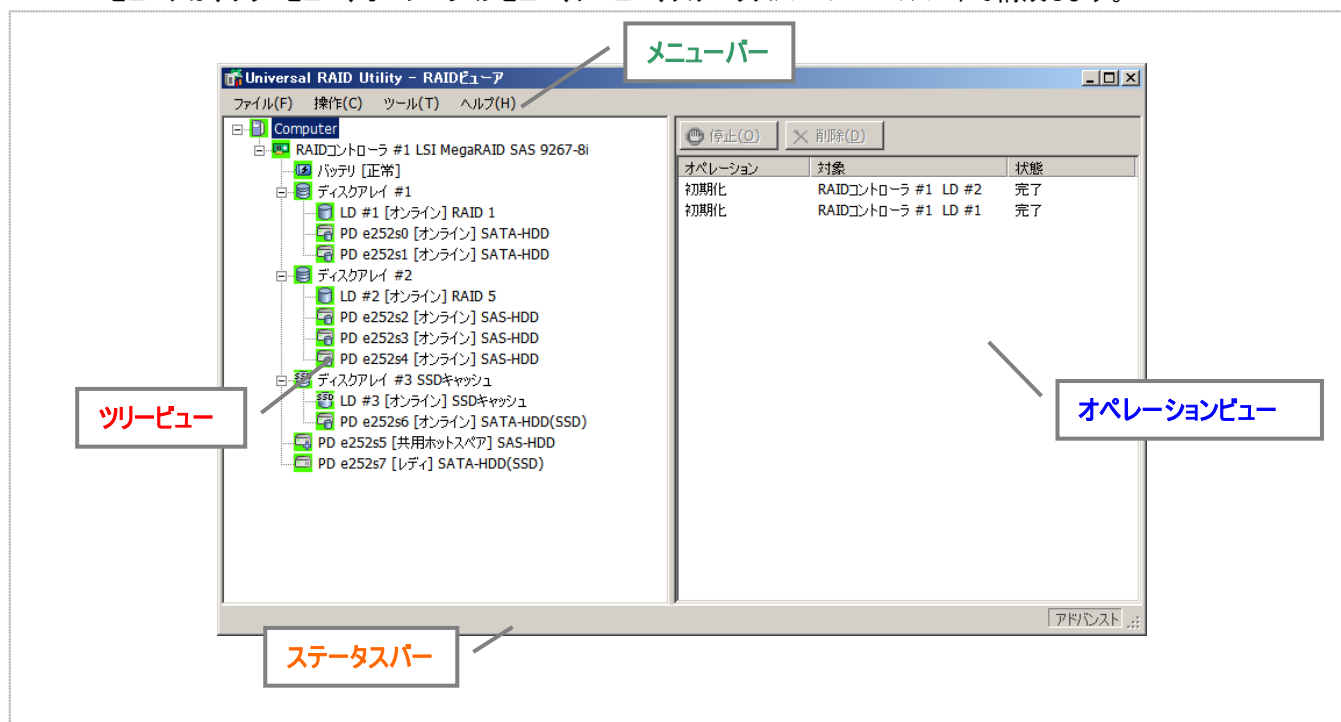 メニューバー
Universal RAID Utility - RAIDビューア
ファイル(F) 操作(C) ツール(T) ヘルプ(H)
Computer
RAIDコントローラ #1 LSI MegaRAID SAS 9267-8i
バッテリ [正常]
ディスクアレイ #1
LD #1 [オンライン] RAID 1
PD e252s0 [オンライン] SATA-HDD
PD e252s1 [オンライン] SATA-HDD
ディスクアレイ #2
LD #2 [オンライン] RAID 5
PD e252s2 [オンライン] SAS-HDD
PD e252s3 [オンライン] SAS-HDD
PD e252s4 [オンライン] SAS-HDD
ディスクアレイ #3 SSDキャッシュ
LD #3 [オンライン] SSDキャッシュ
PD e252s6 [オンライン] SATA-HDD(SSD)
PD e252s5 [共用ホットスペア] SAS-HDD
PD e252s7 [レディ] SATA-HDD(SSD)
停止(O) 削除(D)
オペレーション 対象 状態
初期化 RAIDコントローラ #1 LD #2 完了
初期化 RAIDコントローラ #1 LD #1 完了
ツリービュー
オペレーションビュー
アドバンスト
ステータスバー